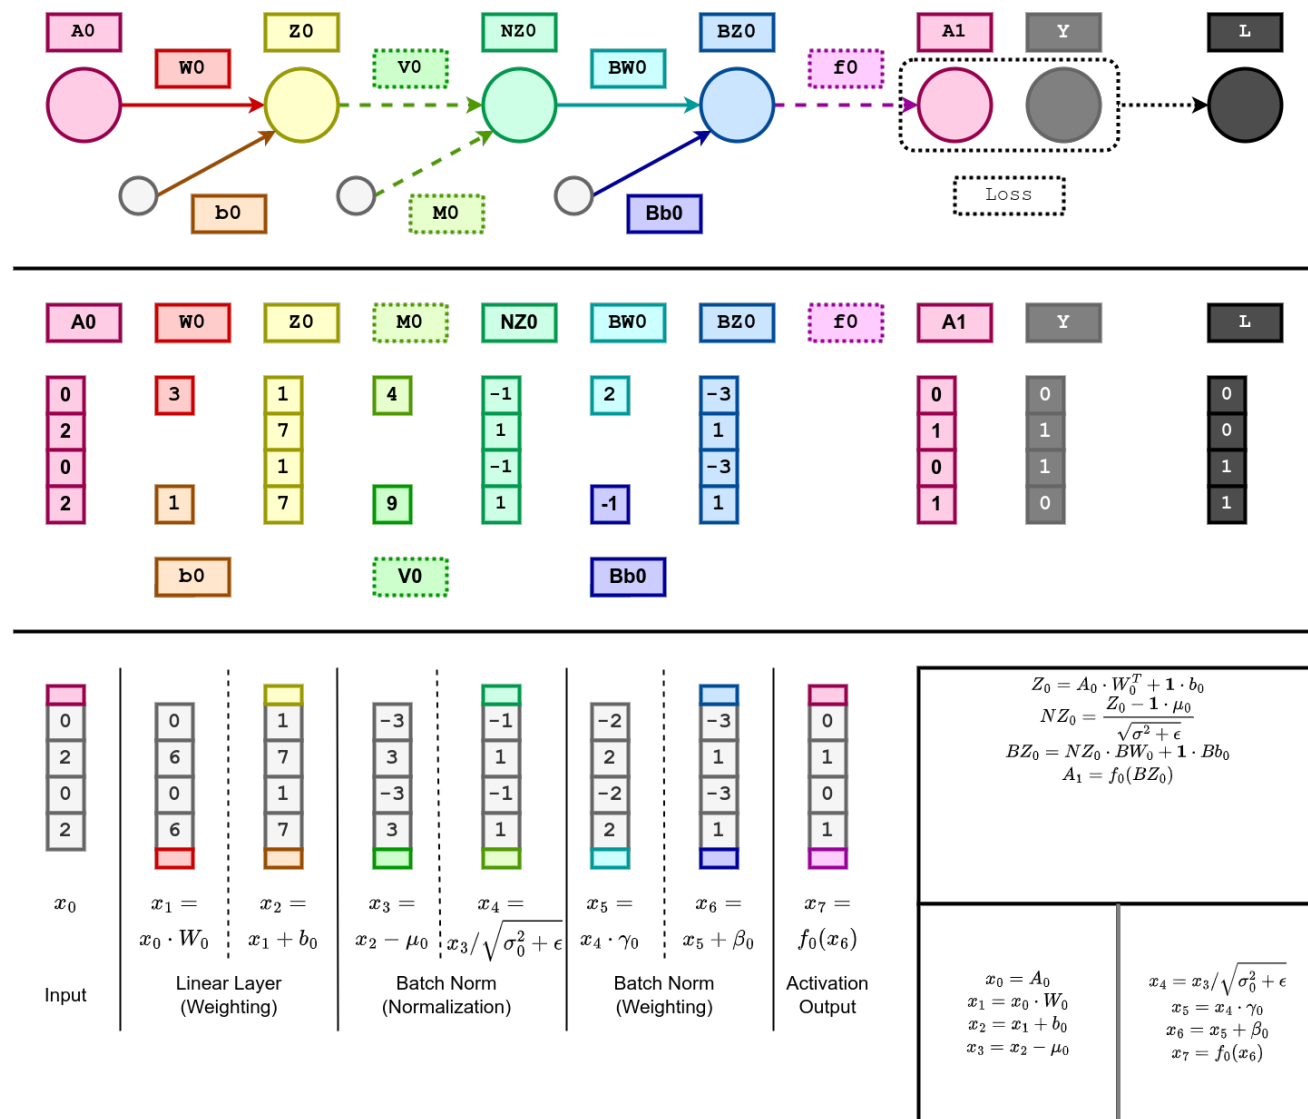 A0 Z0 NZ0 BZ0 A1 Y L
W0 V0 BW0 f0
b0 M0 Bb0 Loss
A0 W0 Z0 M0 NZ0 BW0 BZ0 f0 A1 Y L
0 3 1 4 -1 2 -3 0 0 0
2 7 1 1 1 1 0
0 1 -1 -3 0 1 1
2 1 7 9 1 -1 1 1 0 1
b0 V0 Bb0
0 0 1 -3 -1 -2 -3 0
2 6 7 3 1 2 1 1
0 0 1 -3 -1 -2 -3 0
2 6 7 3 1 2 1 1
x₀
x₁ =
x₀ · W₀
x₂ =
x₁ + b₀
x₃ =
x₂ − μ₀
x₄ =
x₃/√(σ₀² + ϵ)
x₅ =
x₄ · γ₀
x₆ =
x₅ + β₀
x₇ =
f₀(x₆)
Input
Linear Layer
(Weighting)
Batch Norm
(Normalization)
Batch Norm
(Weighting)
Activation
Output
Z₀ = A₀ · W₀ᵀ + 1 · b₀
NZ₀ = (Z₀ − 1 · μ₀)/√(σ² + ϵ)
BZ₀ = NZ₀ · BW₀ + 1 · Bb₀
A₁ = f₀(BZ₀)
x₀ = A₀
x₁ = x₀ · W₀
x₂ = x₁ + b₀
x₃ = x₂ − μ₀
x₄ = x₃/√(σ₀² + ϵ)
x₅ = x₄ · γ₀
x₆ = x₅ + β₀
x₇ = f₀(x₆)